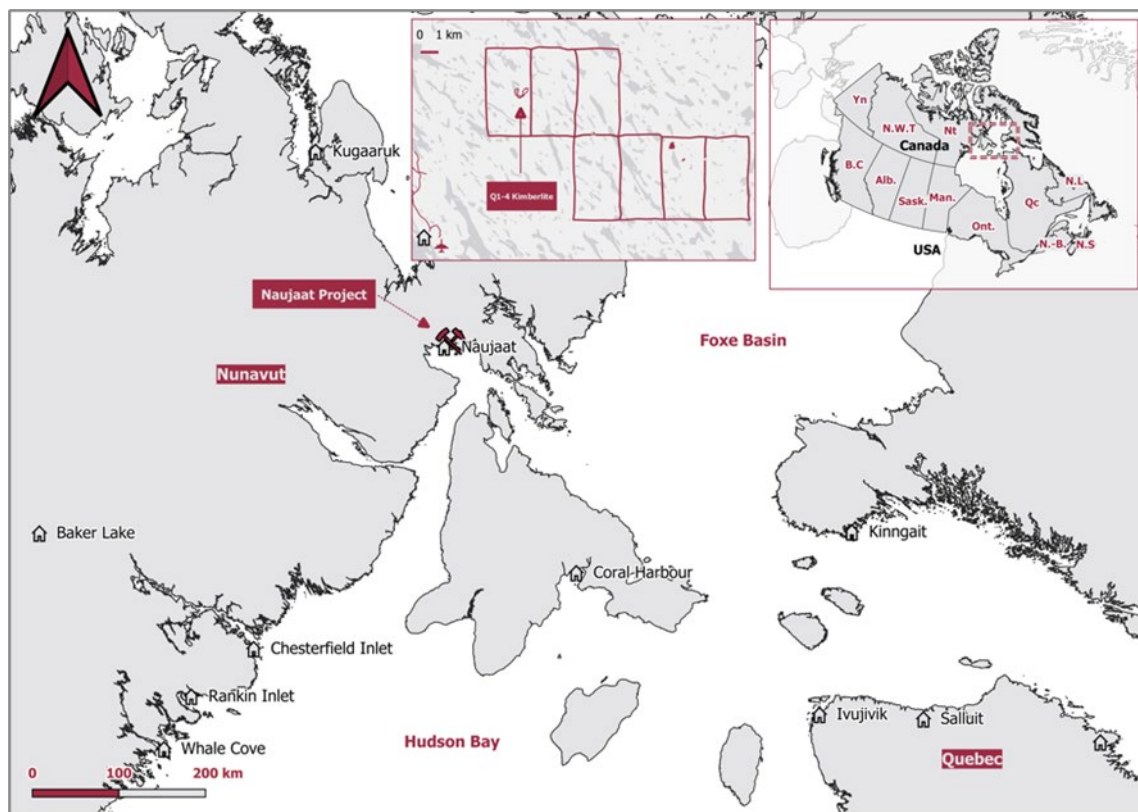 0 1 km
Q1-4 Kimberlite
Yn
N.W.T
Nt
Canada
B.C
Alb.
Sask.
Man.
Ont.
Qc
N.L
N.-B.
N.S
USA
Kugaaruk
Naujaat Project
Naujaat
Foxe Basin
Nunavut
Baker Lake
Kinngait
Coral Harbour
Chesterfield Inlet
Rankin Inlet
Whale Cove
Ivujivik
Salluit
Hudson Bay
Quebec
0 100 200 km